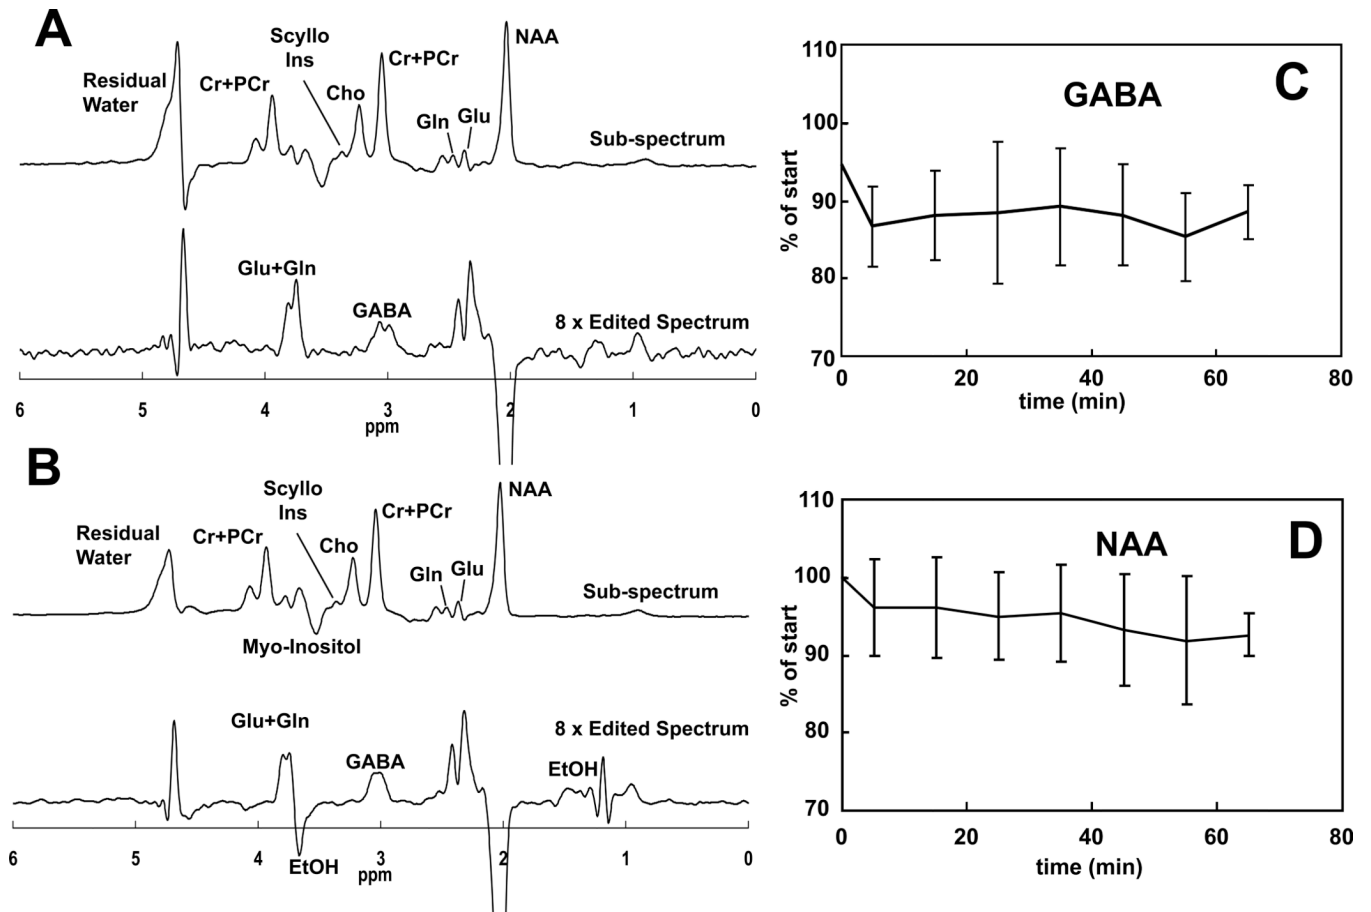 A
Scyllo
Ins
NAA
Residual
Water
Cr+PCr
Cho
Cr+PCr
Gln
Glu
Sub-spectrum
Glu+Gln
GABA
8 x Edited Spectrum
6 5 4 3 2 1 0
ppm
B
Scyllo
Ins
NAA
Residual
Water
Cr+PCr
Cho
Cr+PCr
Gln
Glu
Sub-spectrum
Myo-Inositol
Glu+Gln
GABA
8 x Edited Spectrum
EtOH
EtOH
6 5 4 3 2 1 0
ppm
C
GABA
% of start
110
100
90
80
70
0 20 40 60 80
time (min)
D
NAA
% of start
110
100
90
80
70
0 20 40 60 80
time (min)